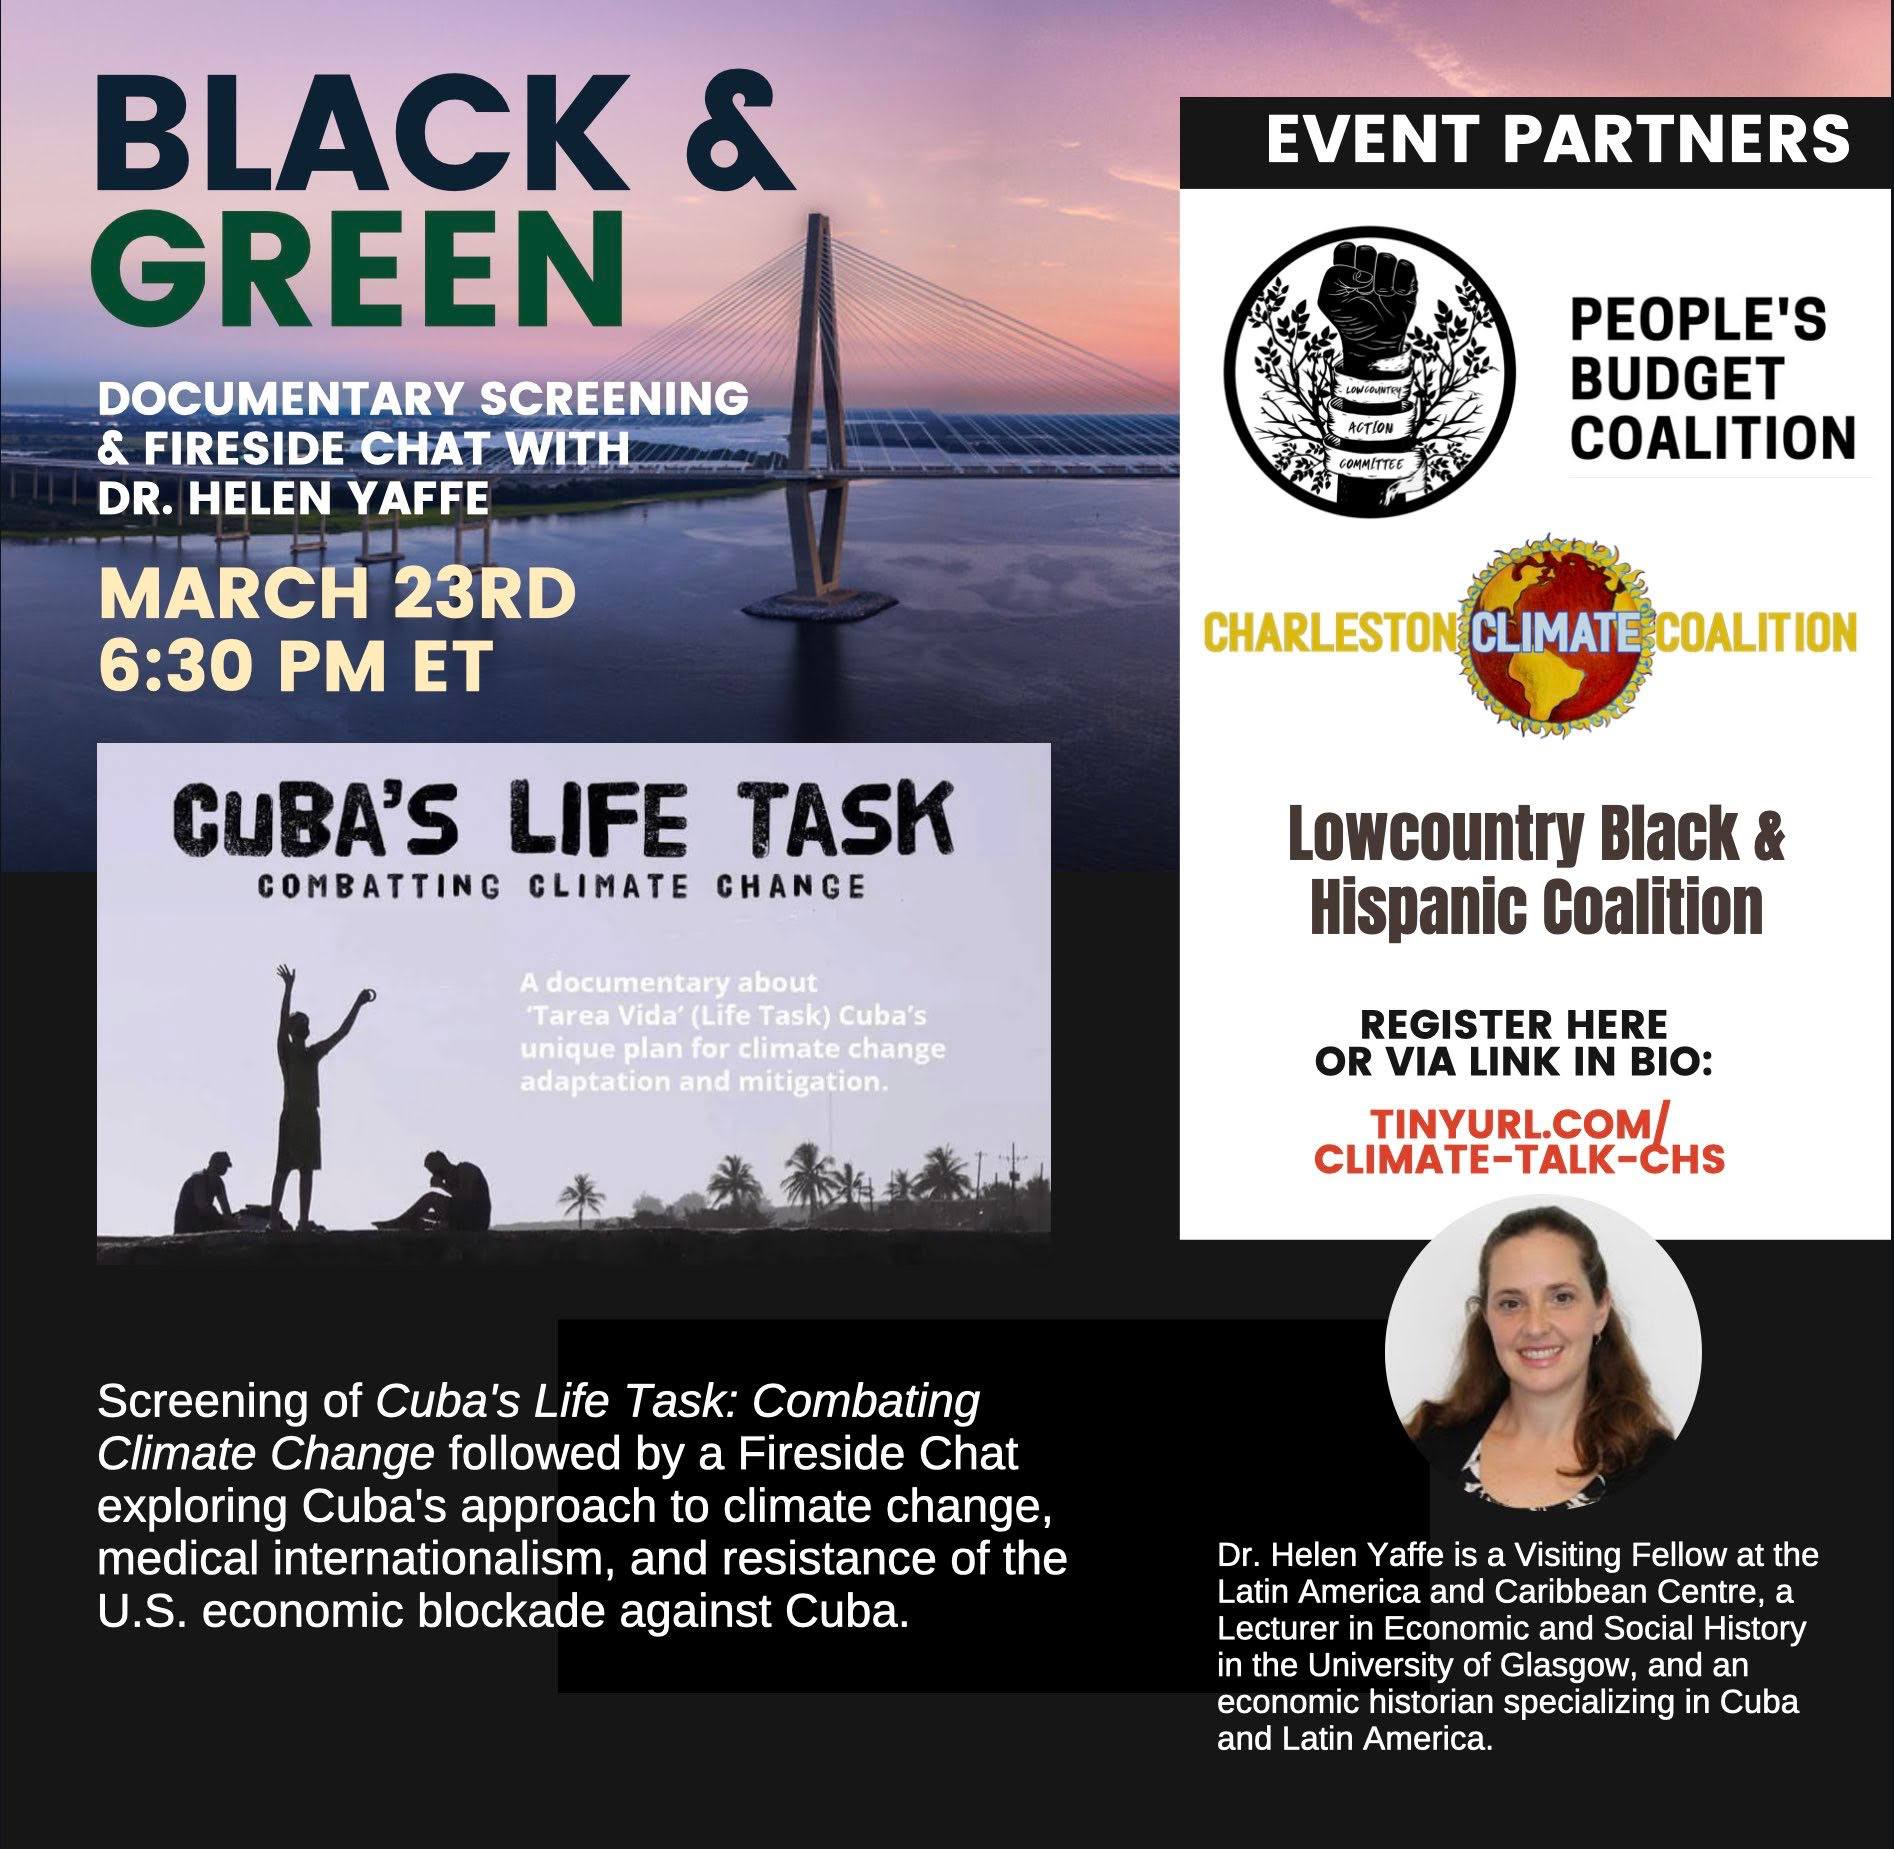 BLACK &
GREEN
DOCUMENTARY SCREENING
& FIRESIDE CHAT WITH
DR. HELEN YAFFE
MARCH 23RD
6:30 PM ET
CUBA'S LIFE TASK
COMBATTING CLIMATE CHANGE
A documentary about
'Tarea Vida' (Life Task) Cuba's
unique plan for climate change
adaptation and mitigation.
Screening of Cuba's Life Task: Combating
Climate Change followed by a Fireside Chat
exploring Cuba's approach to climate change,
medical internationalism, and resistance of the
U.S. economic blockade against Cuba.
EVENT PARTNERS
LOWCOUNTRY
ACTION
COMMITTEE
PEOPLE'S
BUDGET
COALITION
CHARLESTON CLIMATE COALITION
Lowcountry Black &
Hispanic Coalition
REGISTER HERE
OR VIA LINK IN BIO:
TINYURL.COM/
CLIMATE-TALK-CHS
Dr. Helen Yaffe is a Visiting Fellow at the
Latin America and Caribbean Centre, a
Lecturer in Economic and Social History
in the University of Glasgow, and an
economic historian specializing in Cuba
and Latin America.